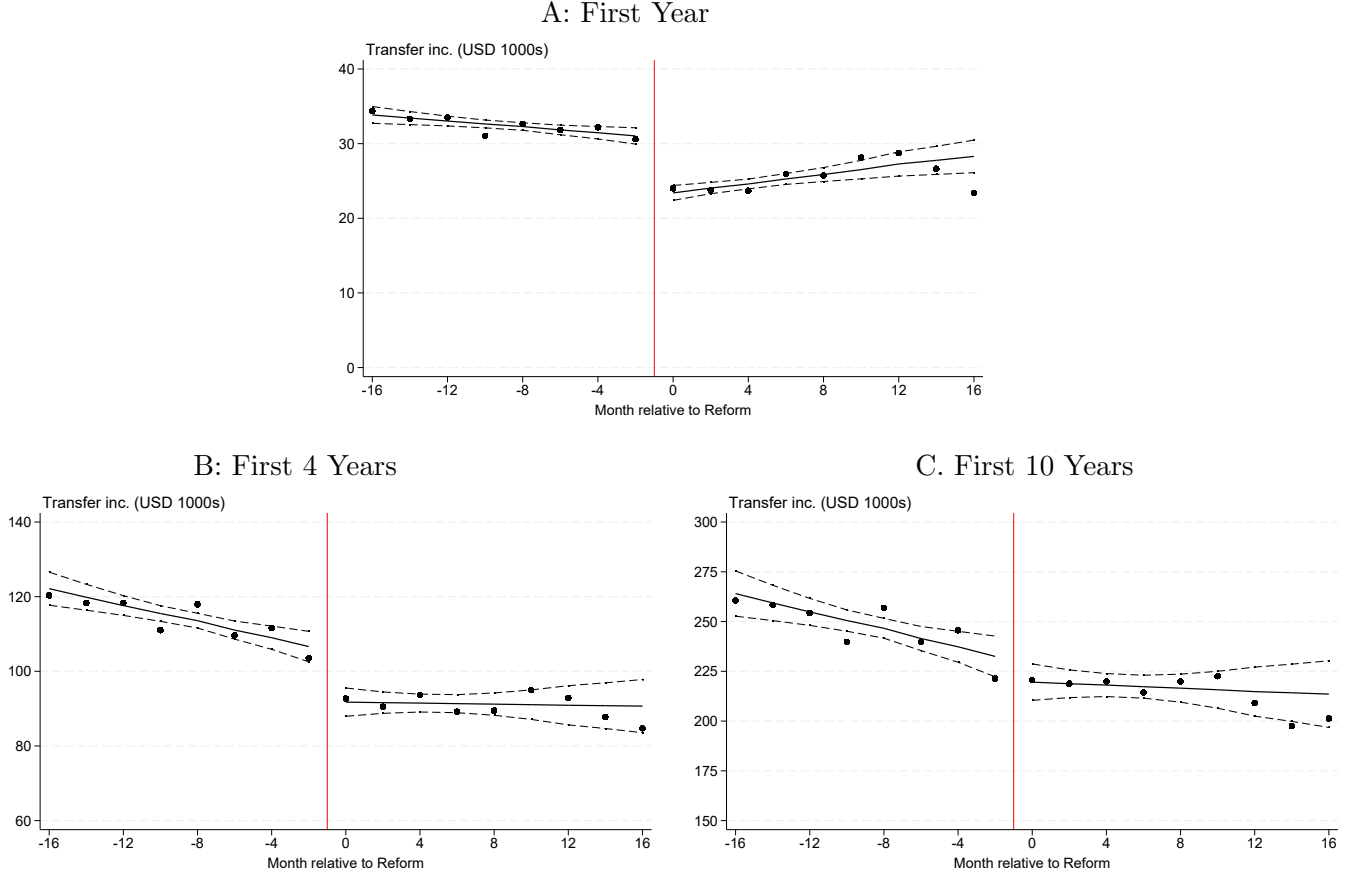 A: First Year
Transfer inc. (USD 1000s)
40
30
20
10
0
-16 -12 -8 -4 0 4 8 12 16
Month relative to Reform
B: First 4 Years
Transfer inc. (USD 1000s)
140
120
100
80
60
-16 -12 -8 -4 0 4 8 12 16
Month relative to Reform
C. First 10 Years
Transfer inc. (USD 1000s)
300
275
250
225
200
175
150
-16 -12 -8 -4 0 4 8 12 16
Month relative to Reform